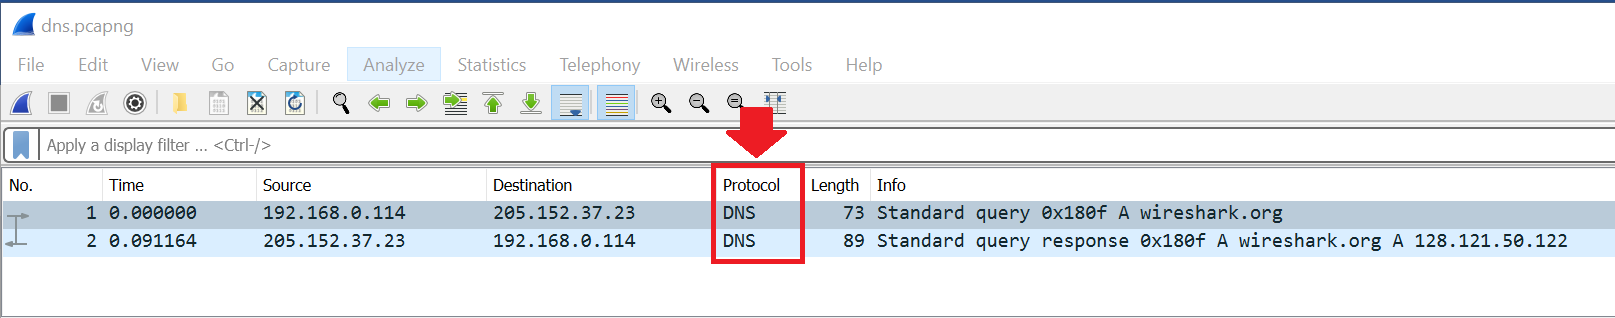 dns.pcapng
File Edit View Go Capture Analyze Statistics Telephony Wireless Tools Help
Apply a display filter ... <Ctrl-/>
No. Time Source Destination Protocol Length Info
1 0.000000 192.168.0.114 205.152.37.23 DNS 73 Standard query 0x180f A wireshark.org
2 0.091164 205.152.37.23 192.168.0.114 DNS 89 Standard query response 0x180f A wireshark.org A 128.121.50.122